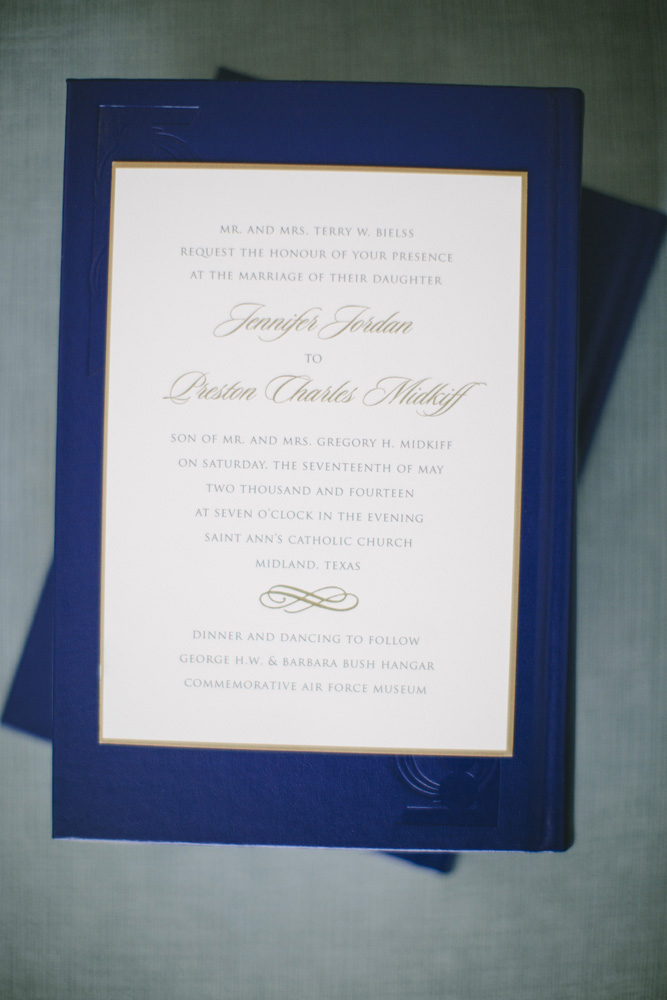 MR. AND MRS. TERRY W. BIELSS
REQUEST THE HONOUR OF YOUR PRESENCE
AT THE MARRIAGE OF THEIR DAUGHTER
Jennifer Jordan
TO
Preston Charles Midkiff
SON OF MR. AND MRS. GREGORY H. MIDKIFF
ON SATURDAY, THE SEVENTEENTH OF MAY
TWO THOUSAND AND FOURTEEN
AT SEVEN O'CLOCK IN THE EVENING
SAINT ANN'S CATHOLIC CHURCH
MIDLAND, TEXAS
DINNER AND DANCING TO FOLLOW
GEORGE H.W. & BARBARA BUSH HANGAR
COMMEMORATIVE AIR FORCE MUSEUM